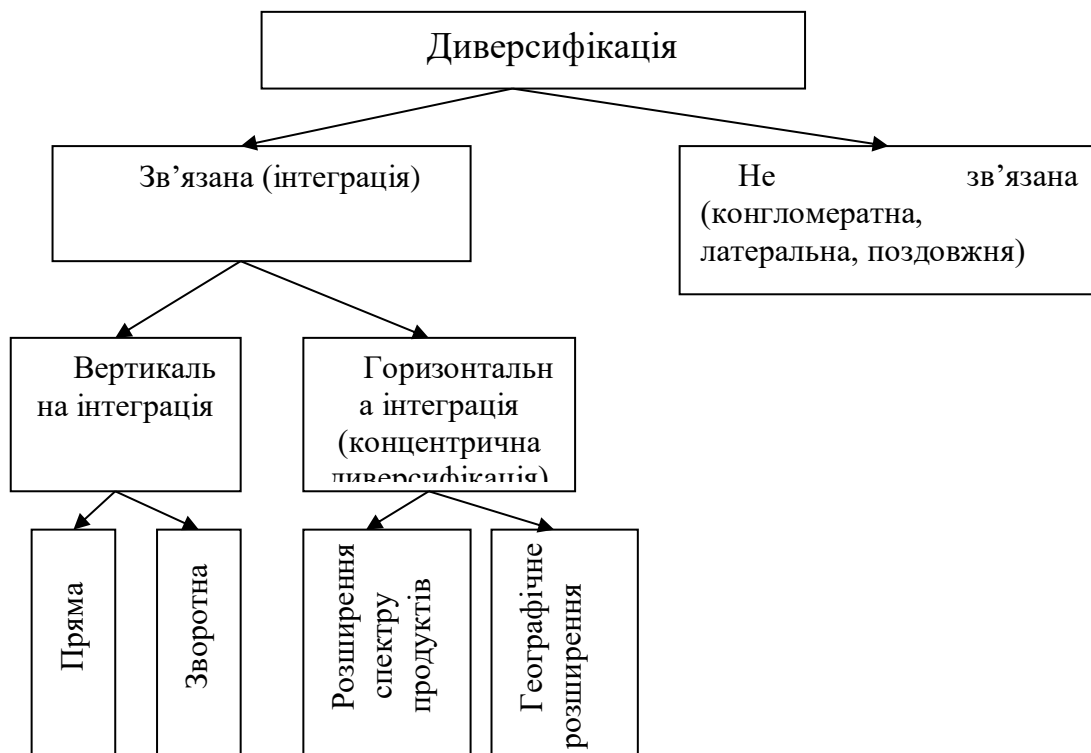 Диверсифікація
Зв’язана (інтеграція)
Не зв’язана
(конгломератна,
латеральна, поздовжня)
Вертикаль
на інтеграція
Горизонтальн
а інтеграція
(концентрична
диверсифікація)
Пряма
Зворотна
Розширення
спектру
продуктів
Географічне
розширення